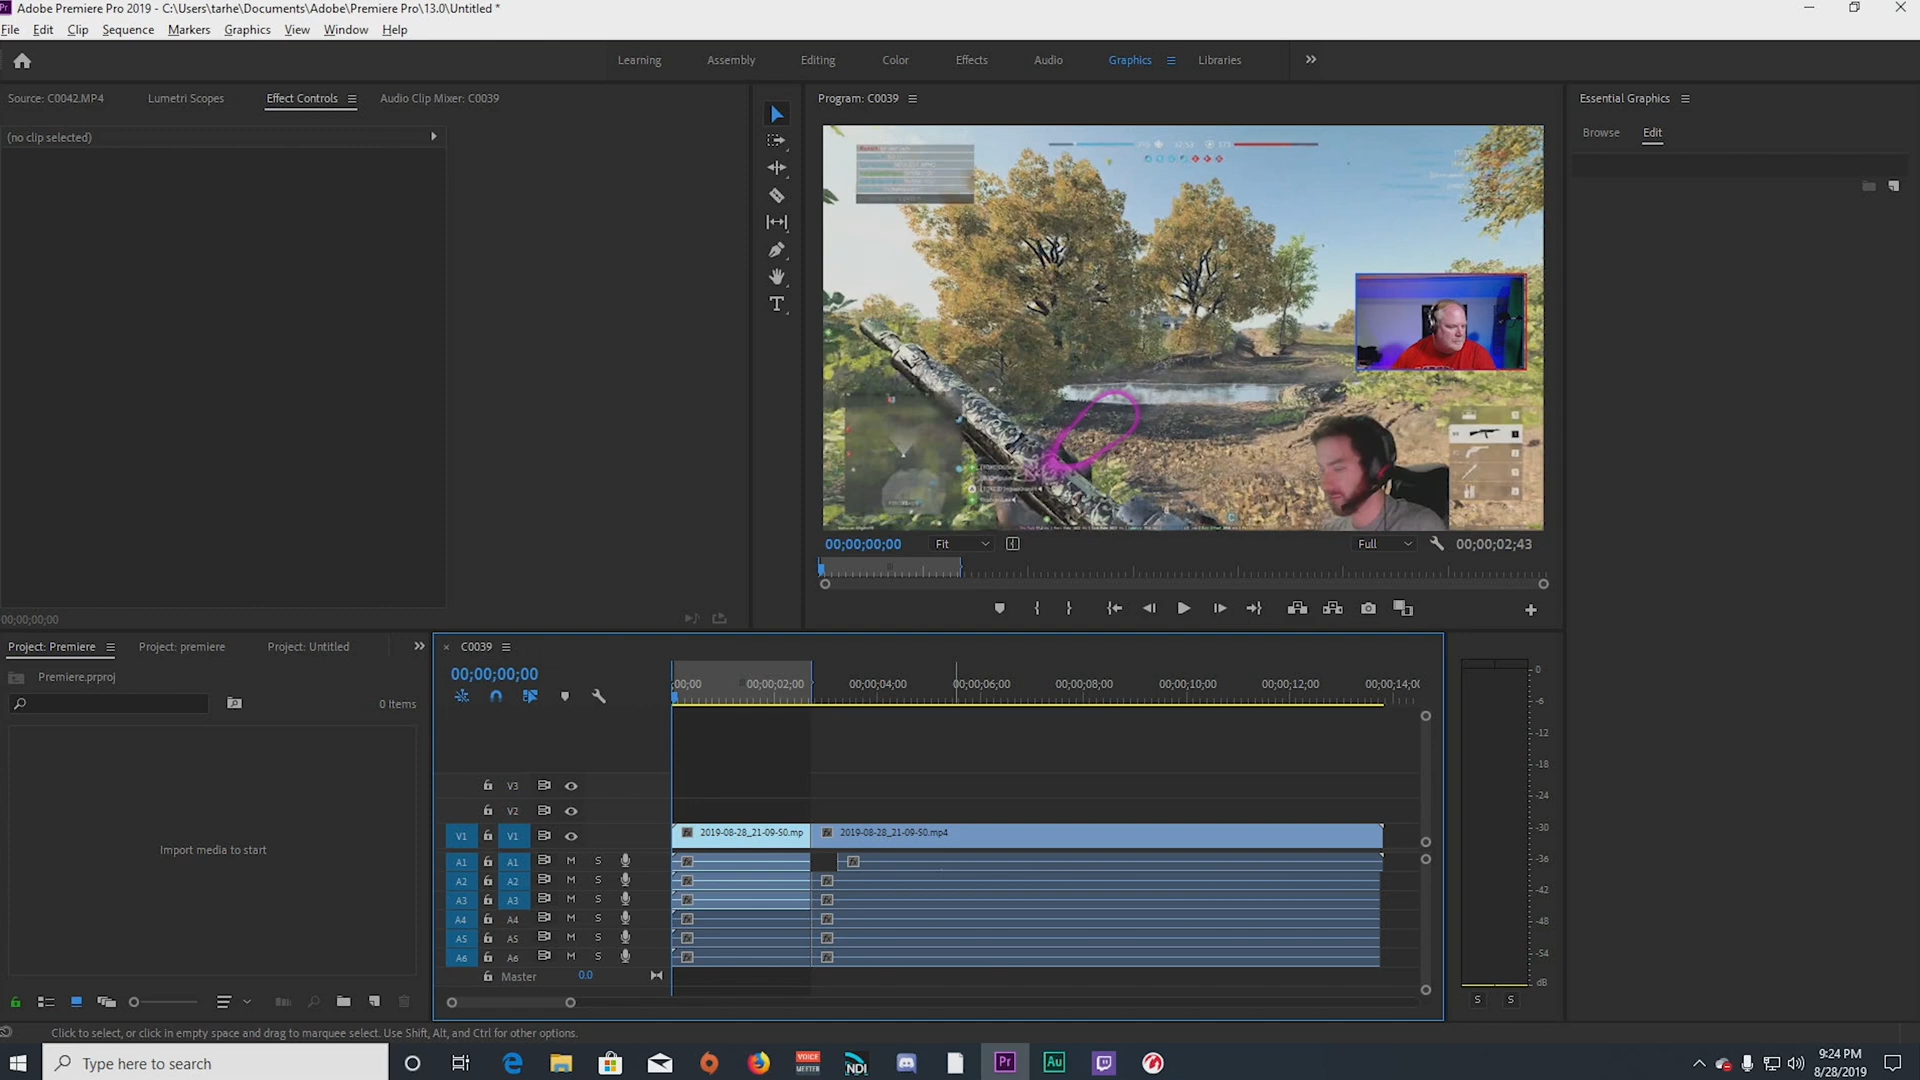 Adobe Premiere Pro 2019 - C:\Users\tarhe\Documents\Adobe\Premiere Pro\13.0\Untitled *
File Edit Clip Sequence Markers Graphics View Window Help
Learning Assembly Editing Color Effects Audio Graphics Libraries
Source: C0042.MP4 Lumetri Scopes Effect Controls Audio Clip Mixer: C0039
Program: C0039
Essential Graphics
(no clip selected)
Browse Edit
00;00;00;00 Fit Full 00;00;02;43
00;00;00;00
Project: Premiere Project: premiere Project: Untitled
C0039
Premiere.prproj
00;00;00;00
0 Items
;00;00 00;00;02;00 00;00;04;00 00;00;06;00 00;00;08;00 00;00;10;00 00;00;12;00 00;00;14;00
Import media to start
V3
V2
V1 V1 2019-08-28_21-09-50.mp 2019-08-28_21-09-50.mp4
A1 A1 M S
A2 A2 M S
A3 A3 M S
A4 A4 M S
A5 A5 M S
A6 A6 M S
Master 0.0
0
-6
-12
-18
-24
-30
-36
-42
-48
-54
dB
S S
Click to select, or click in empty space and drag to marquee select. Use Shift, Alt, and Ctrl for other options.
Type here to search
VOICE
MEETER
NDI
Pr
Au
9:24 PM
8/28/2019